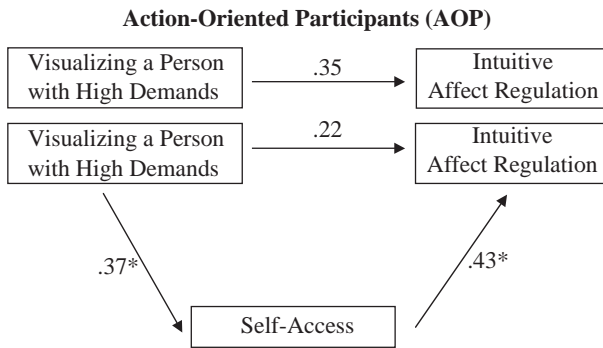 Action-Oriented Participants (AOP)
Visualizing a Person
with High Demands
.35
Intuitive
Affect Regulation
Visualizing a Person
with High Demands
.22
Intuitive
Affect Regulation
.37*
.43*
Self-Access